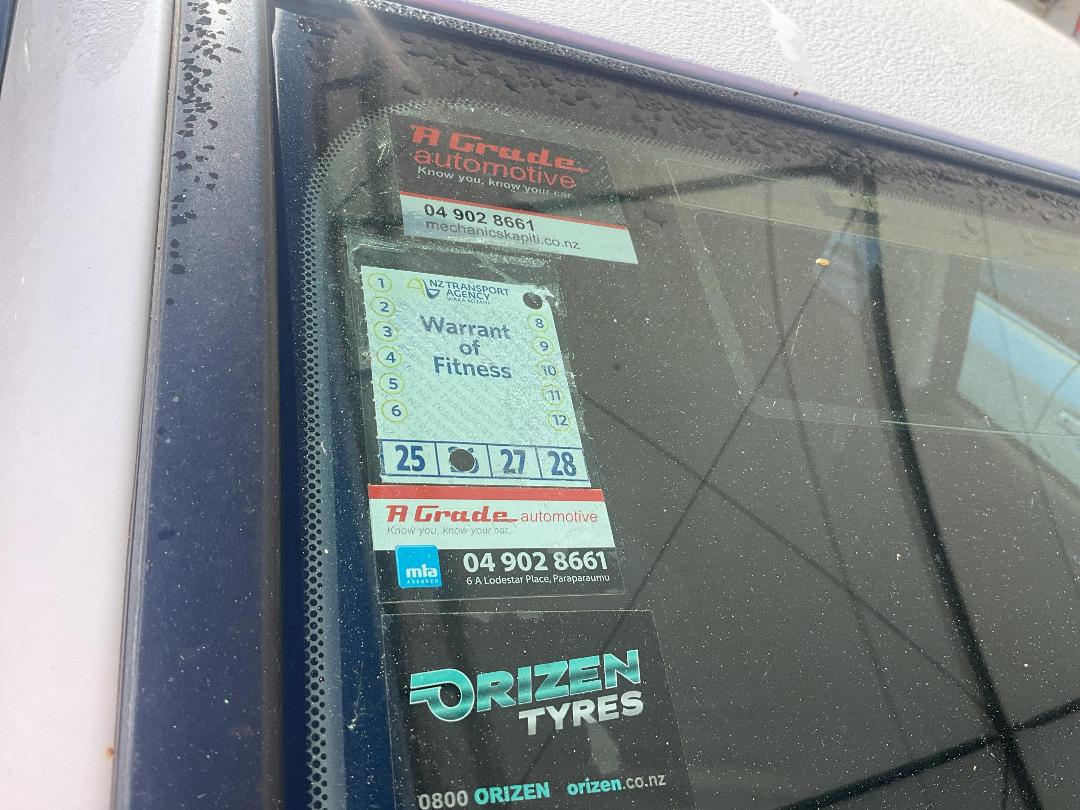 A Grade
automotive
Know you, know your car
04 902 8661
mechanicskapiti.co.nz
1
NZ TRANSPORT
AGENCY
WAKA KOTAHI
2
3
4
5
6
Warrant
of
Fitness
8
9
10
11
12
25 27 28
A Grade automotive
Know you, know your car.
mta
ASSURED
04 902 8661
6 A Lodestar Place, Paraparaumu
ORIZEN
TYRES
0800 ORIZEN orizen.co.nz